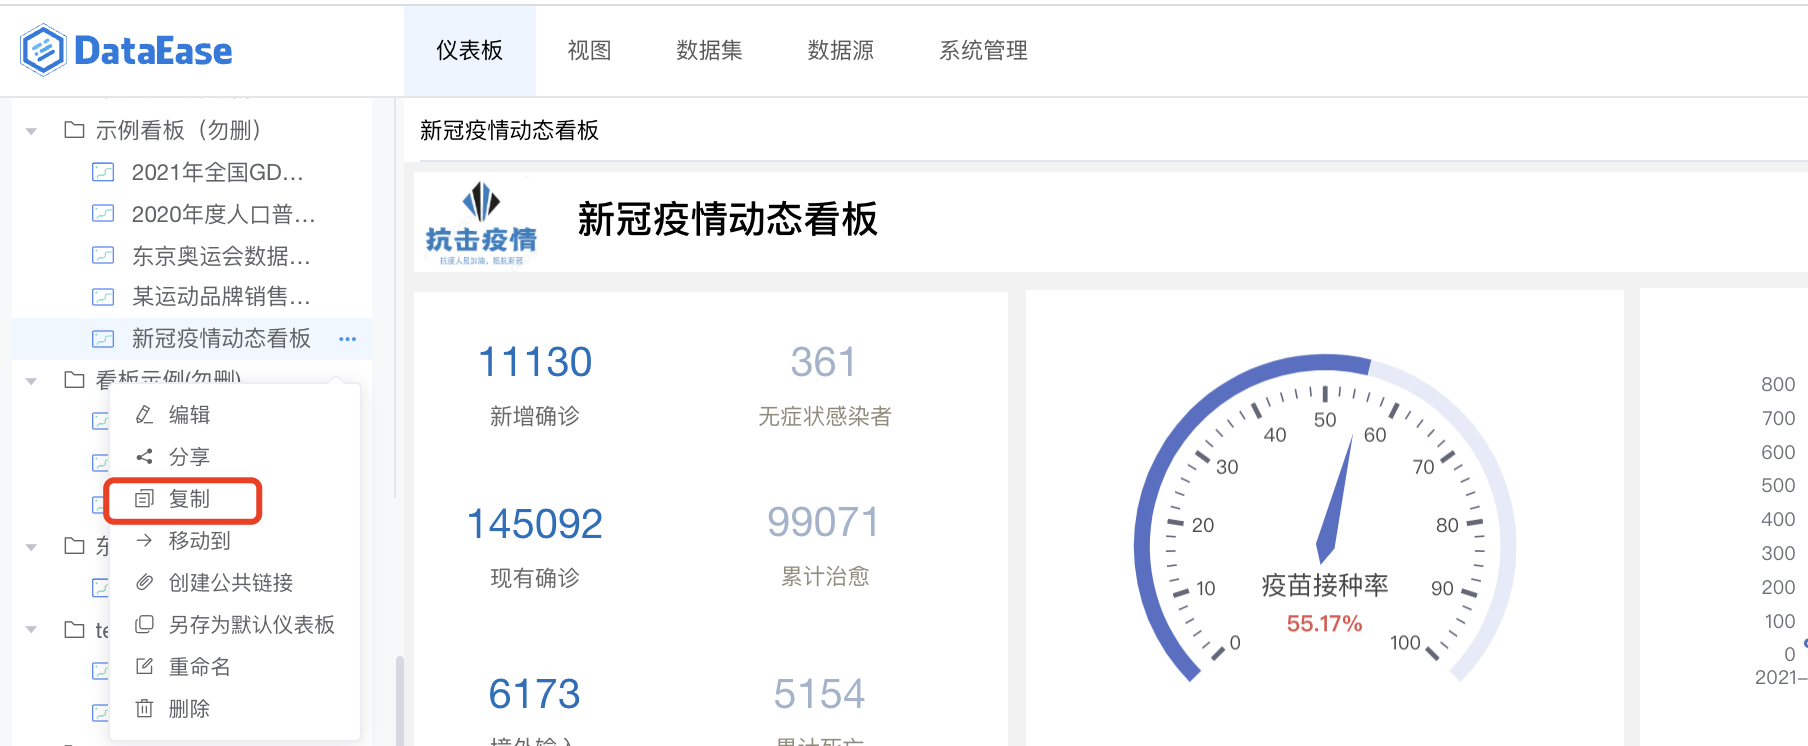 DataEase
仪表板
视图
数据集
数据源
系统管理
示例看板（勿删）
2021年全国GD...
2020年度人口普...
东京奥运会数据...
某运动品牌销售...
新冠疫情动态看板
看板示例(勿删)
编辑
分享
复制
移动到
创建公共链接
另存为默认仪表板
重命名
删除
东
te
新冠疫情动态看板
抗击疫情
抗疫人员加油，抵抗新冠
新冠疫情动态看板
11130
新增确诊
361
无症状感染者
145092
现有确诊
99071
累计治愈
6173
境外输入
5154
累计死亡
0
10
20
30
40
50
60
70
80
90
100
疫苗接种率
55.17%
800
700
600
500
400
300
200
100
0
2021-